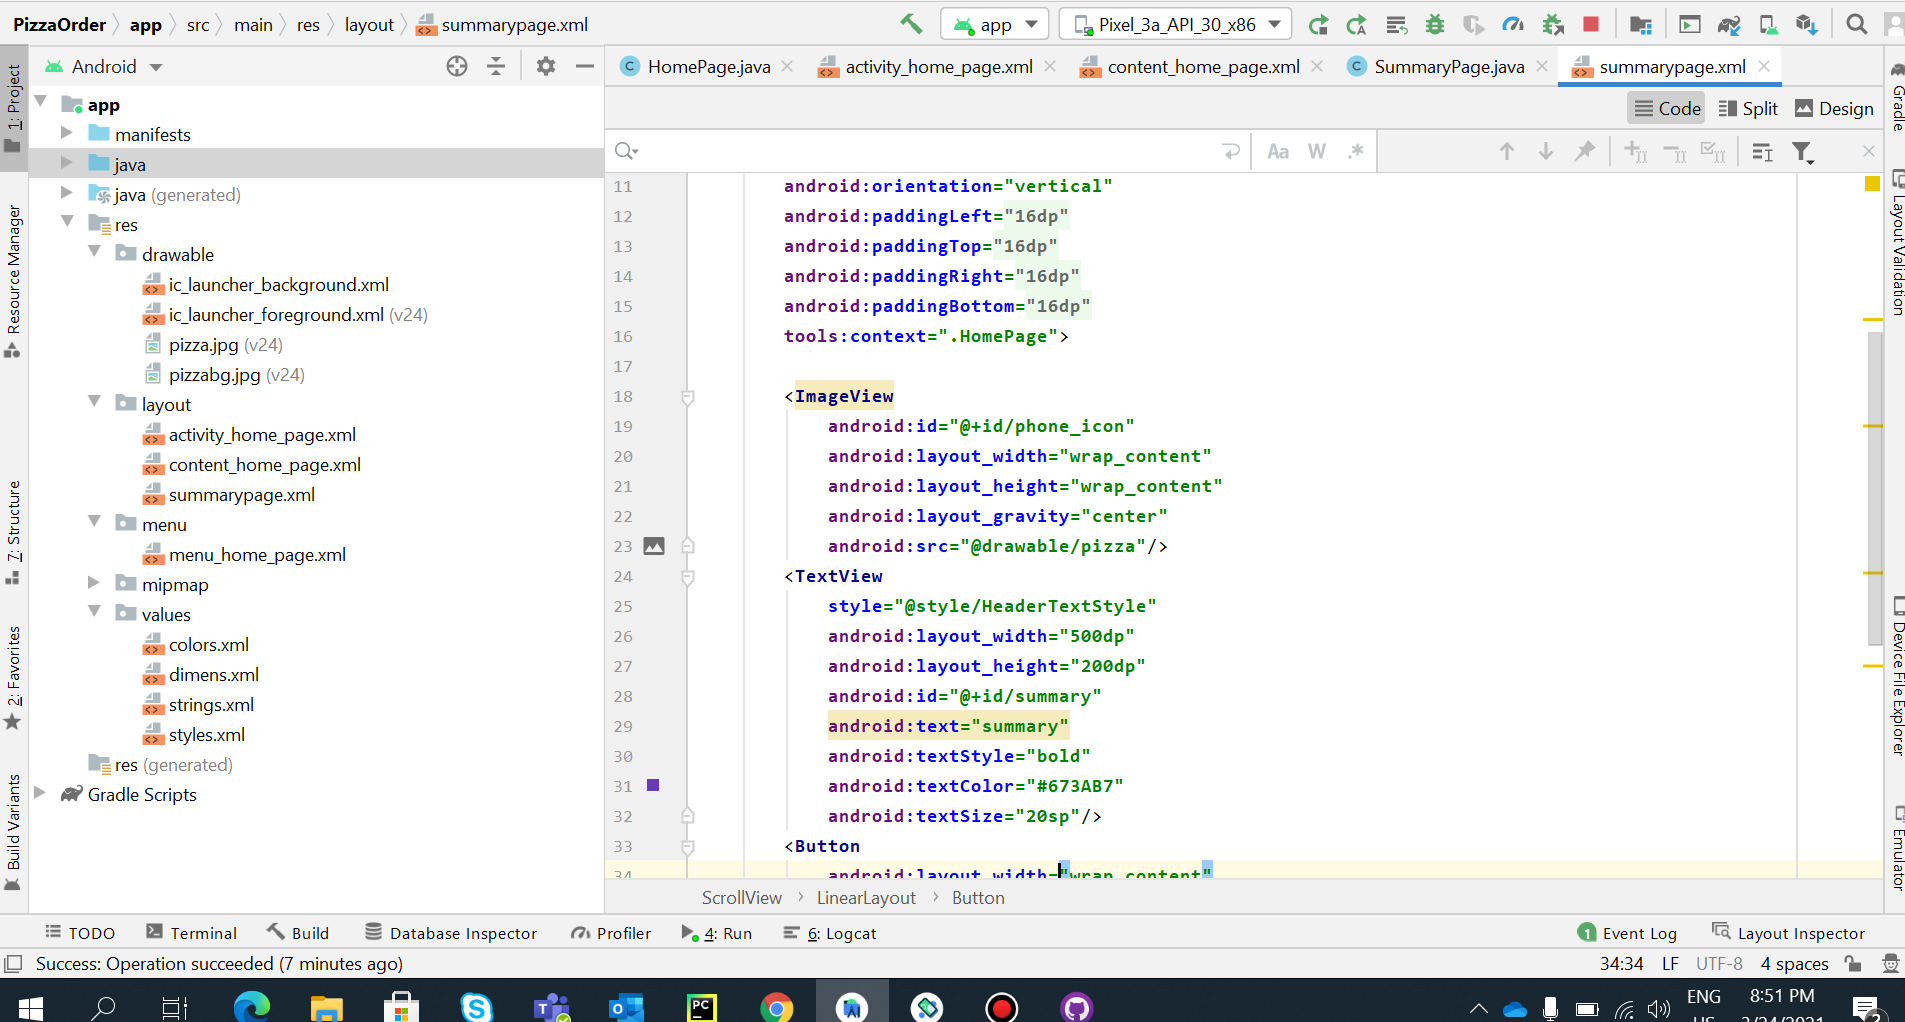 PizzaOrder app src main res layout summarypage.xml
app Pixel_3a_API_30_x86
Android
HomePage.java activity_home_page.xml content_home_page.xml SummaryPage.java summarypage.xml
Code Split Design
Aa W .*
1: Project
Resource Manager
7: Structure
2: Favorites
Build Variants
app
manifests
java
java (generated)
res
drawable
ic_launcher_background.xml
ic_launcher_foreground.xml (v24)
pizza.jpg (v24)
pizzabg.jpg (v24)
layout
activity_home_page.xml
content_home_page.xml
summarypage.xml
menu
menu_home_page.xml
mipmap
values
colors.xml
dimens.xml
strings.xml
styles.xml
res (generated)
Gradle Scripts
11 android:orientation="vertical"
12 android:paddingLeft="16dp"
13 android:paddingTop="16dp"
14 android:paddingRight="16dp"
15 android:paddingBottom="16dp"
16 tools:context=".HomePage">
17
18 <ImageView
19 android:id="@+id/phone_icon"
20 android:layout_width="wrap_content"
21 android:layout_height="wrap_content"
22 android:layout_gravity="center"
23 android:src="@drawable/pizza"/>
24 <TextView
25 style="@style/HeaderTextStyle"
26 android:layout_width="500dp"
27 android:layout_height="200dp"
28 android:id="@+id/summary"
29 android:text="summary"
30 android:textStyle="bold"
31 android:textColor="#673AB7"
32 android:textSize="20sp"/>
33 <Button
34 android:layout_width="wrap_content"
ScrollView LinearLayout Button
Gradle
Layout Validation
Device File Explorer
Emulator
TODO Terminal Build Database Inspector Profiler 4: Run 6: Logcat 1 Event Log Layout Inspector
Success: Operation succeeded (7 minutes ago) 34:34 LF UTF-8 4 spaces
ENG 8:51 PM
US 3/24/2021 2